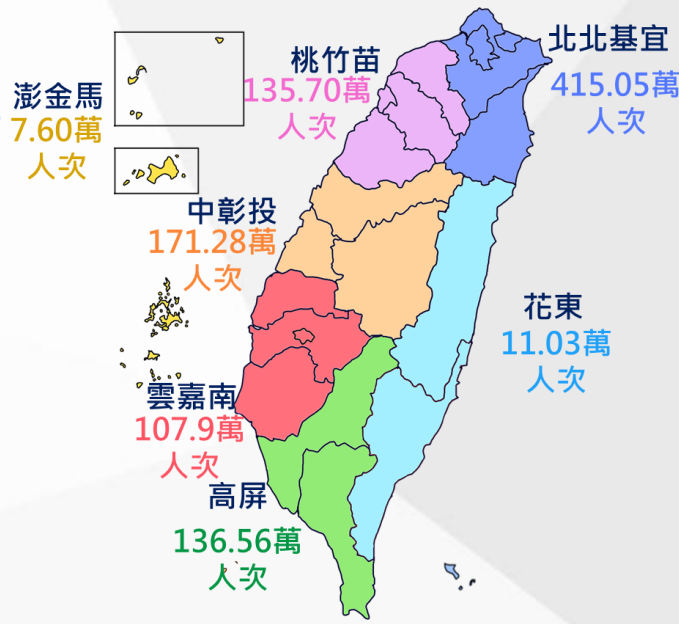 北北基宜
415.05萬
人次
桃竹苗
135.70萬
人次
澎金馬
7.60萬
人次
中彰投
171.28萬
人次
花東
11.03萬
人次
雲嘉南
107.9萬
人次
高屏
136.56萬
人次